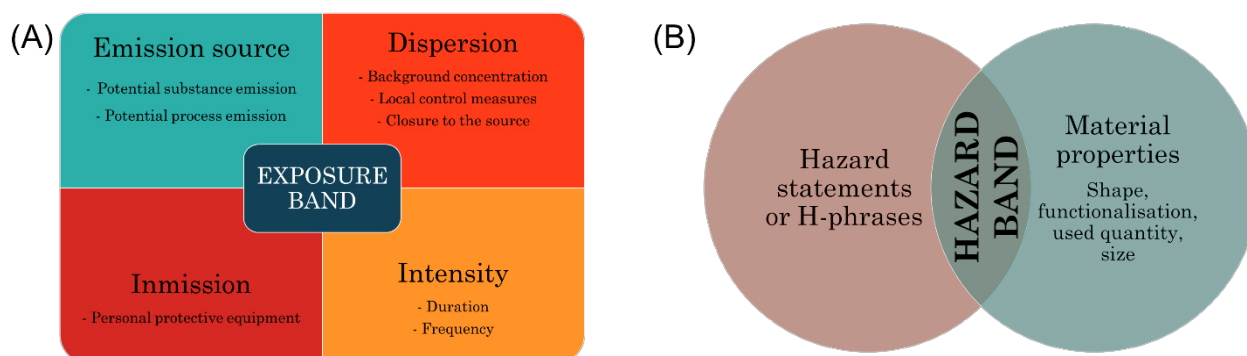 (A)
Emission source
- Potential substance emission
- Potential process emission
Dispersion
- Background concentration
- Local control measures
- Closure to the source
EXPOSURE
BAND
Inmission
- Personal protective equipment
Intensity
- Duration
- Frequency
(B)
Hazard
statements
or H-phrases
HAZARD
BAND
Material
properties
Shape,
functionalisation,
used quantity,
size